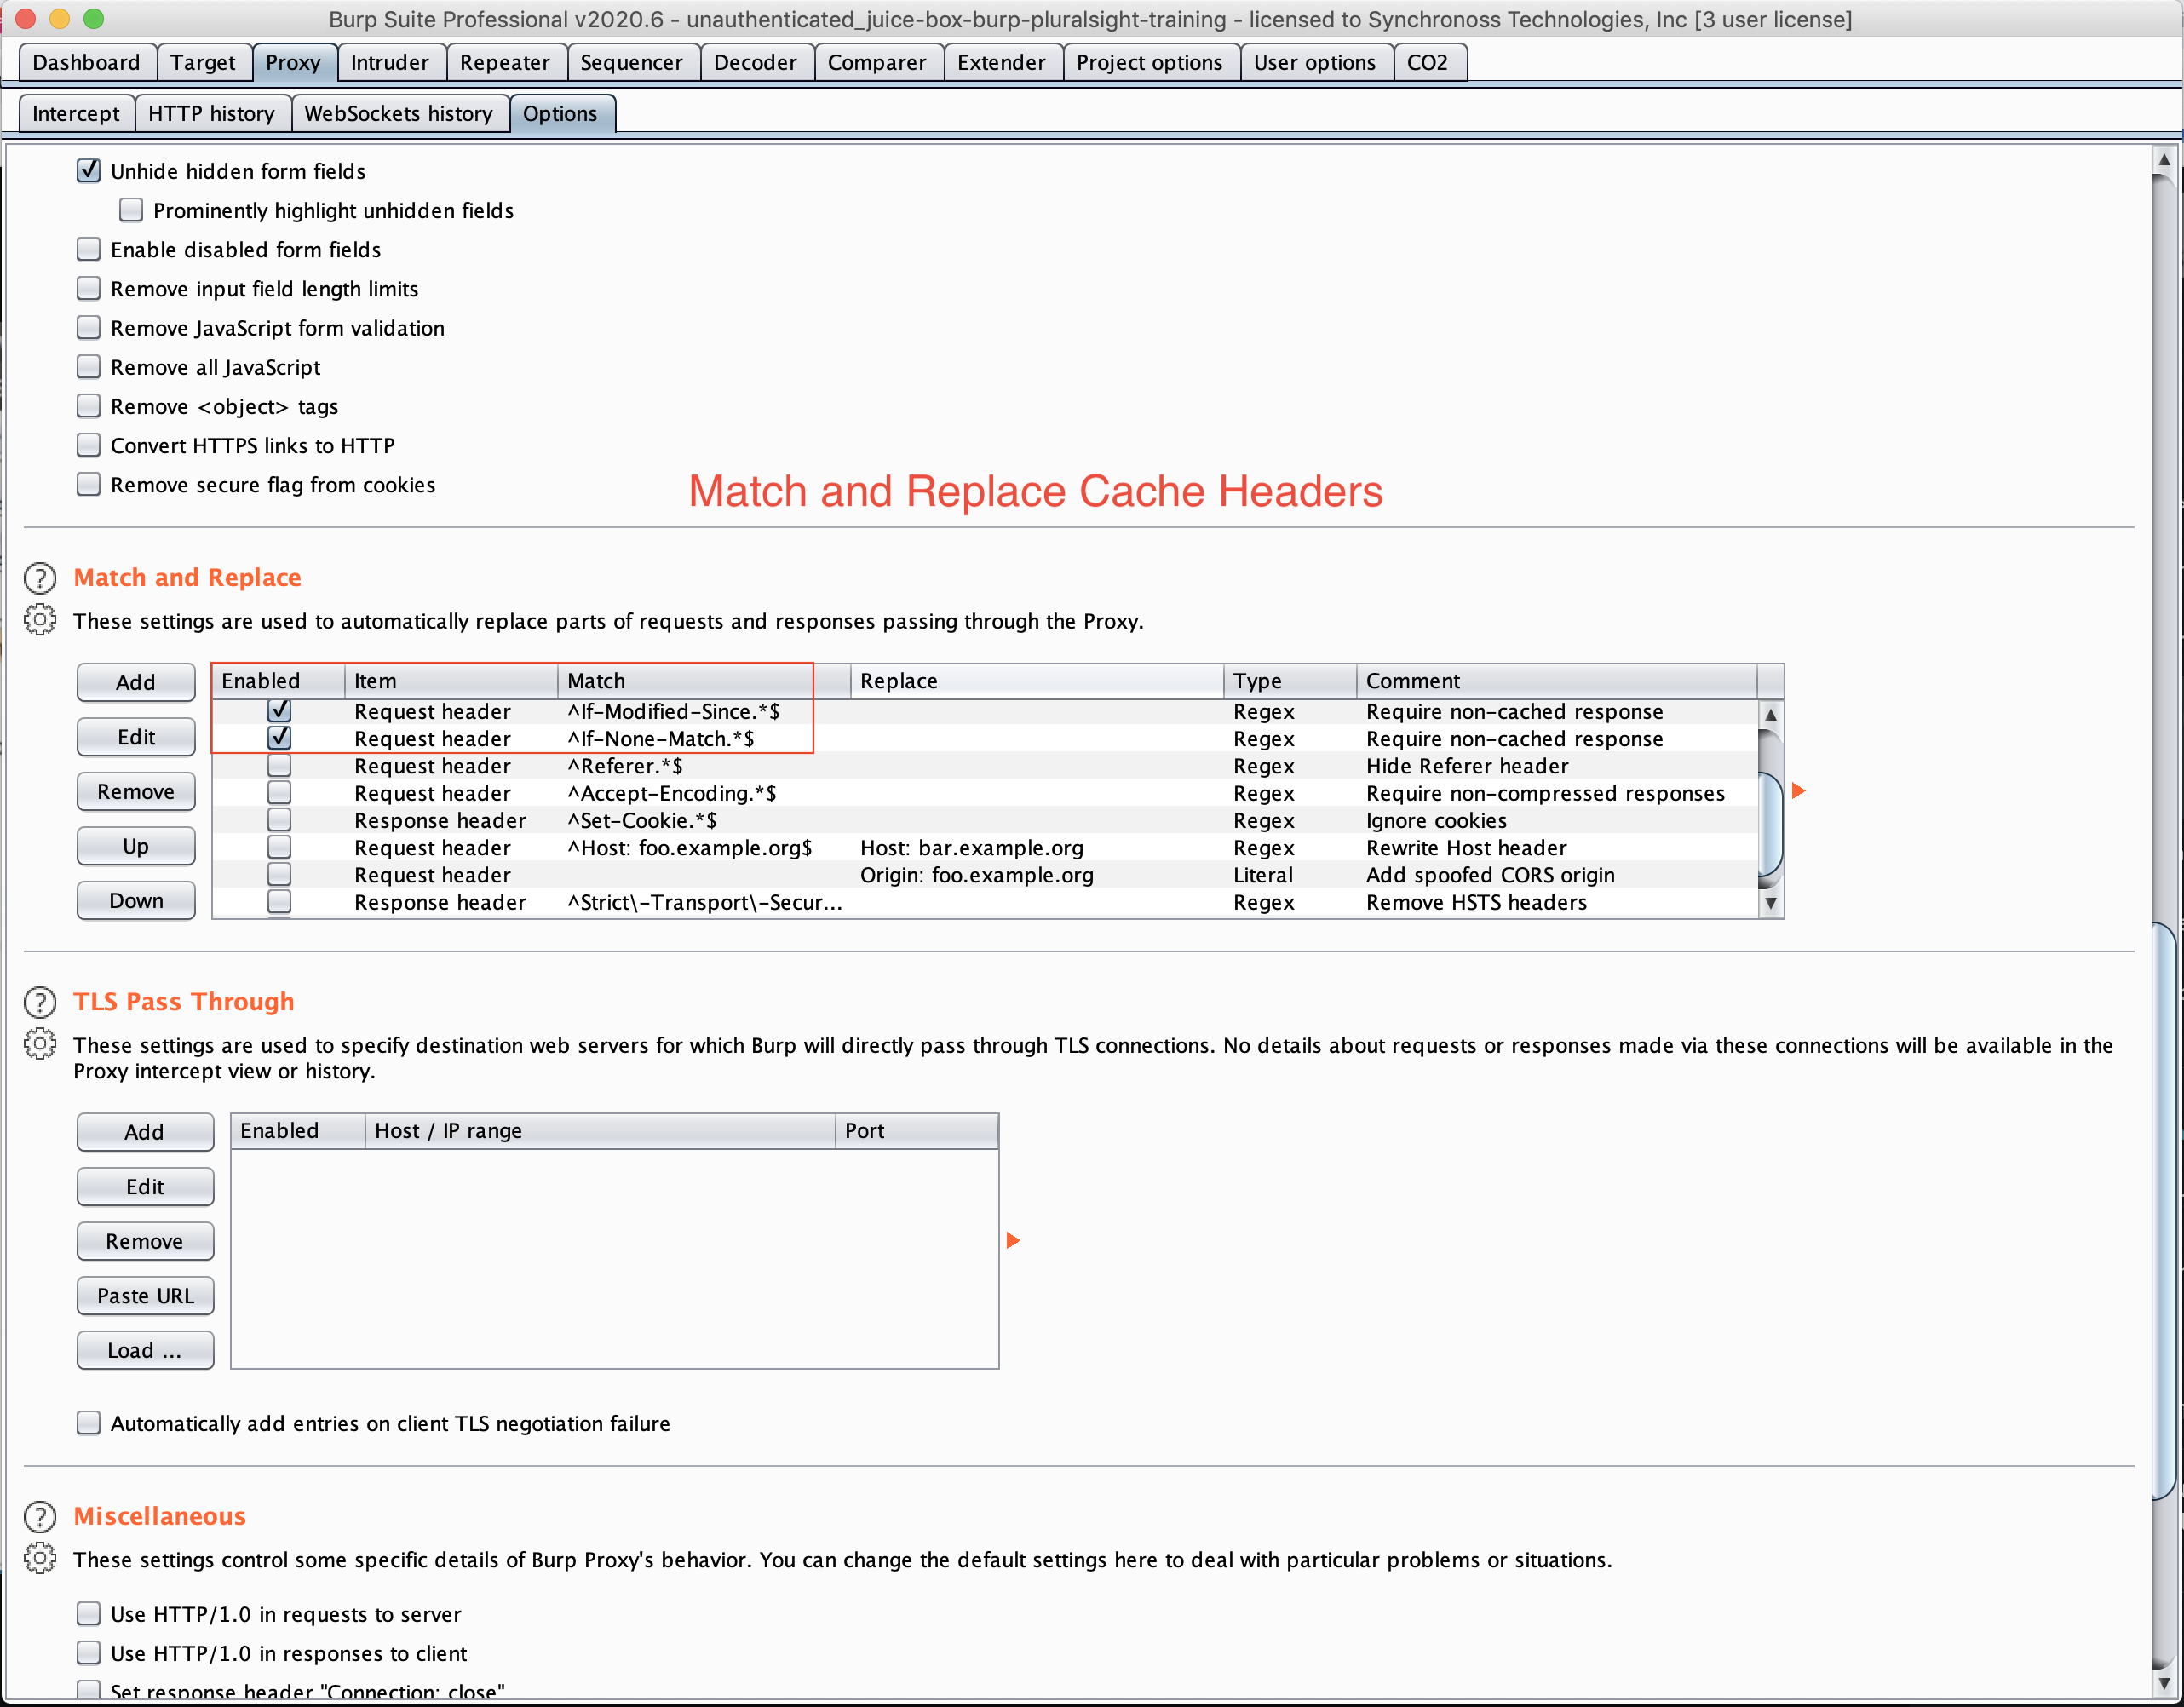 Burp Suite Professional v2020.6 - unauthenticated_juice-box-burp-pluralsight-training - licensed to Synchronoss Technologies, Inc [3 user license]
Dashboard Target Proxy Intruder Repeater Sequencer Decoder Comparer Extender Project options User options CO2
Intercept HTTP history WebSockets history Options
Unhide hidden form fields
Prominently highlight unhidden fields
Enable disabled form fields
Remove input field length limits
Remove JavaScript form validation
Remove all JavaScript
Remove <object> tags
Convert HTTPS links to HTTP
Remove secure flag from cookies
Match and Replace Cache Headers
? Match and Replace
These settings are used to automatically replace parts of requests and responses passing through the Proxy.
Add Enabled Item Match Replace Type Comment
Request header ^If-Modified-Since.*$ Regex Require non-cached response
Edit Request header ^If-None-Match.*$ Regex Require non-cached response
Request header ^Referer.*$ Regex Hide Referer header
Remove Request header ^Accept-Encoding.*$ Regex Require non-compressed responses
Response header ^Set-Cookie.*$ Regex Ignore cookies
Up Request header ^Host: foo.example.org$ Host: bar.example.org Regex Rewrite Host header
Request header Origin: foo.example.org Literal Add spoofed CORS origin
Down Response header ^Strict\-Transport\-Secur... Regex Remove HSTS headers
? TLS Pass Through
These settings are used to specify destination web servers for which Burp will directly pass through TLS connections. No details about requests or responses made via these connections will be available in the
Proxy intercept view or history.
Add Enabled Host / IP range Port
Edit
Remove
Paste URL
Load ...
Automatically add entries on client TLS negotiation failure
? Miscellaneous
These settings control some specific details of Burp Proxy's behavior. You can change the default settings here to deal with particular problems or situations.
Use HTTP/1.0 in requests to server
Use HTTP/1.0 in responses to client
Set response header "Connection: close"